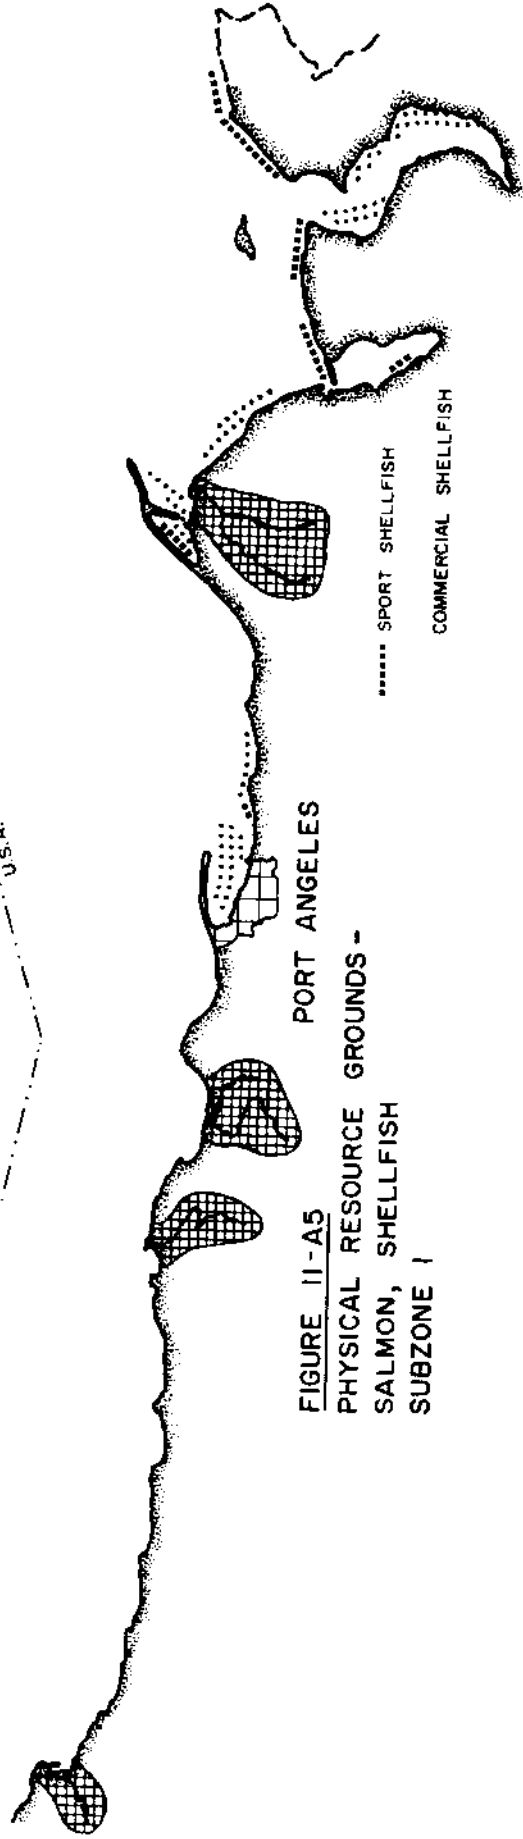 U.S.A.
PORT ANGELES
FIGURE II-A5
PHYSICAL RESOURCE GROUNDS-
SALMON, SHELLFISH
SUBZONE I
SPORT SHELLFISH
COMMERCIAL SHELLFISH